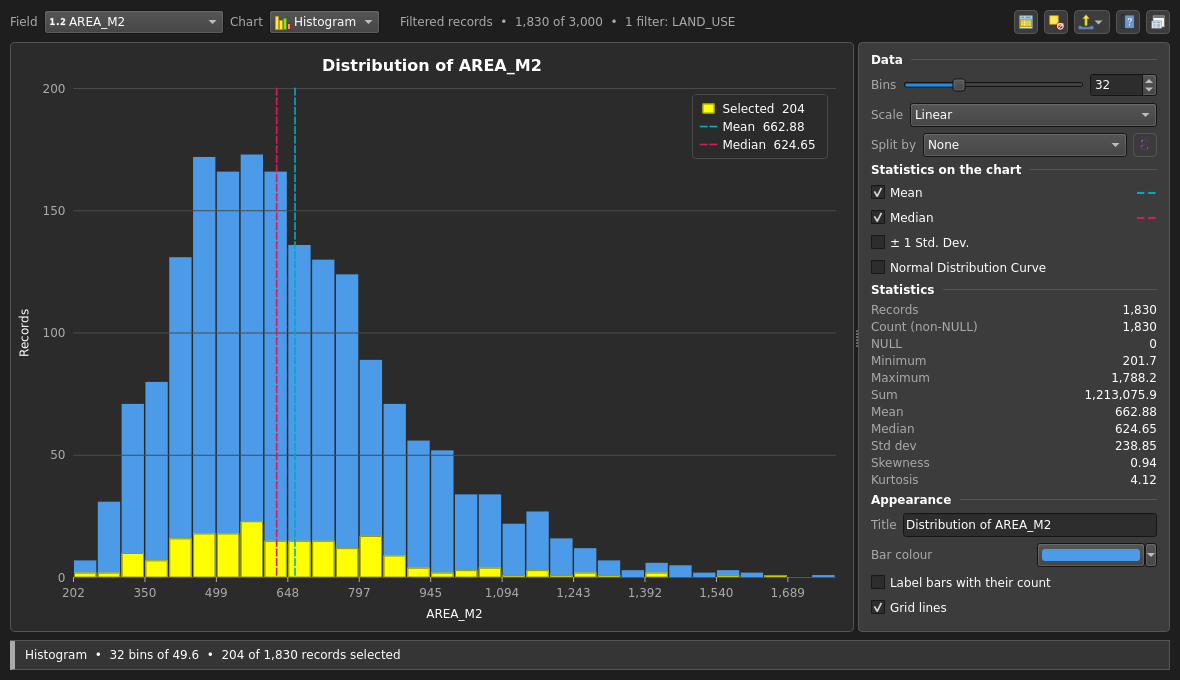 Field 1.2 AREA_M2 Chart Histogram Filtered records • 1,830 of 3,000 • 1 filter: LAND_USE
Distribution of AREA_M2
200
150
100
50
0
Records
202 350 499 648 797 945 1,094 1,243 1,392 1,540 1,689
AREA_M2
Selected 204
Mean 662.88
Median 624.65
Data
Bins 32
Scale Linear
Split by None
Statistics on the chart
Mean
Median
± 1 Std. Dev.
Normal Distribution Curve
Statistics
Records 1,830
Count (non-NULL) 1,830
NULL 0
Minimum 201.7
Maximum 1,788.2
Sum 1,213,075.9
Mean 662.88
Median 624.65
Std dev 238.85
Skewness 0.94
Kurtosis 4.12
Appearance
Title Distribution of AREA_M2
Bar colour
Label bars with their count
Grid lines
Histogram • 32 bins of 49.6 • 204 of 1,830 records selected